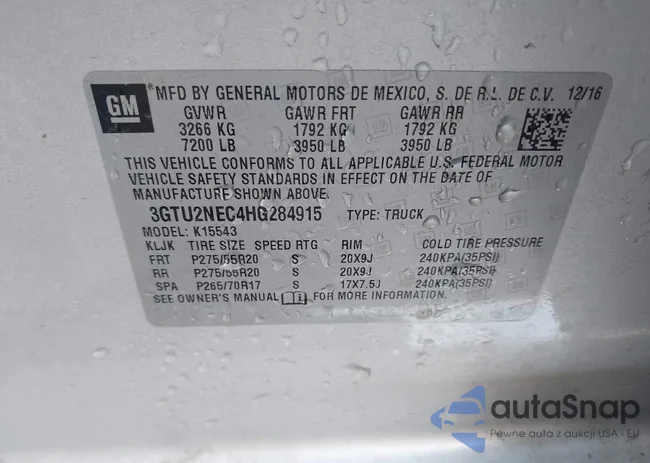 GM
MFD BY GENERAL MOTORS DE MEXICO, S. DE R.L. DE C.V. 12/16
GVWR GAWR FRT GAWR RR
3266 KG 1792 KG 1792 KG
7200 LB 3950 LB 3950 LB
THIS VEHICLE CONFORMS TO ALL APPLICABLE U.S. FEDERAL MOTOR
VEHICLE SAFETY STANDARDS IN EFFECT ON THE DATE OF
MANUFACTURE SHOWN ABOVE.
3GTU2NEC4HG284915 TYPE: TRUCK
MODEL: K15543
KLJK TIRE SIZE SPEED RTG RIM COLD TIRE PRESSURE
FRT P275/55R20 S 20X9J 240KPA(35PSI)
RR P275/55R20 S 20X9J 240KPA(35PSI)
SPA P265/70R17 S 17X7.5J 240KPA(35PSI)
SEE OWNER'S MANUAL FOR MORE INFORMATION.
autoSnap
Pewne auta z aukcji USA - EU